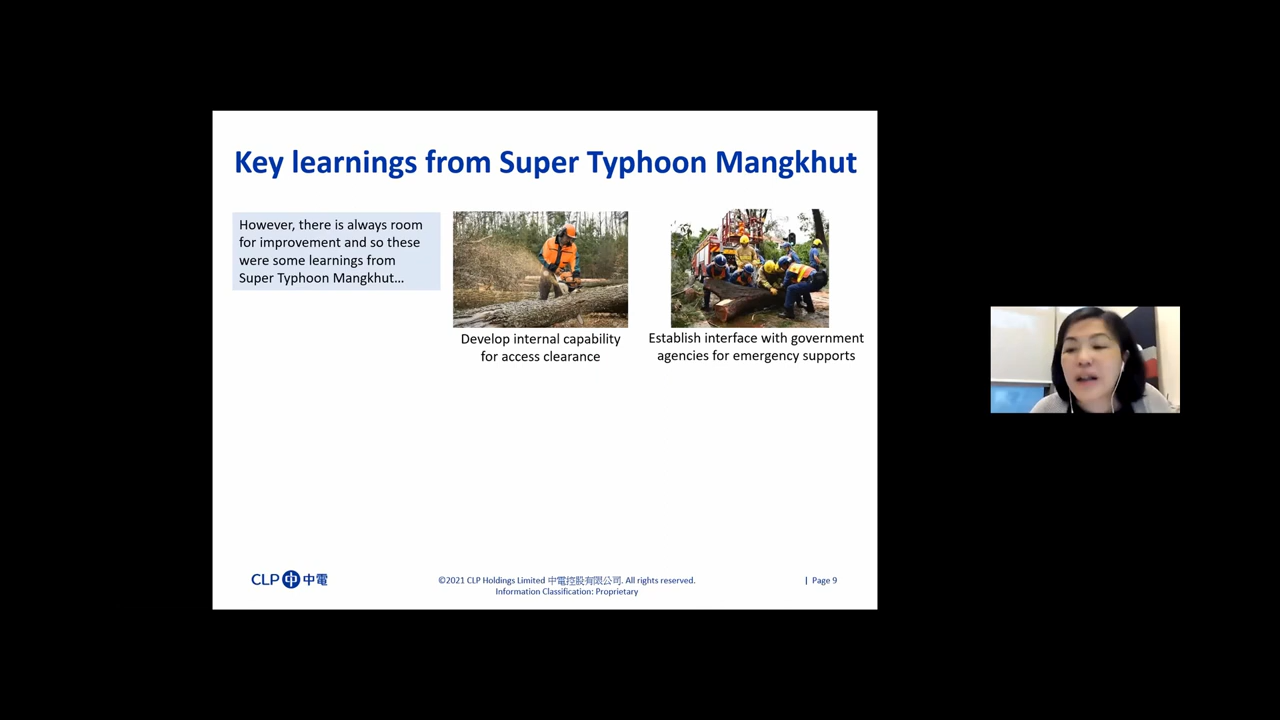 Key learnings from Super Typhoon Mangkhut
However, there is always room
for improvement and so these
were some learnings from
Super Typhoon Mangkhut...
Develop internal capability
for access clearance
Establish interface with government
agencies for emergency supports
CLP 中 中電
©2021 CLP Holdings Limited 中電控股有限公司. All rights reserved.
Information Classification: Proprietary
| Page 9